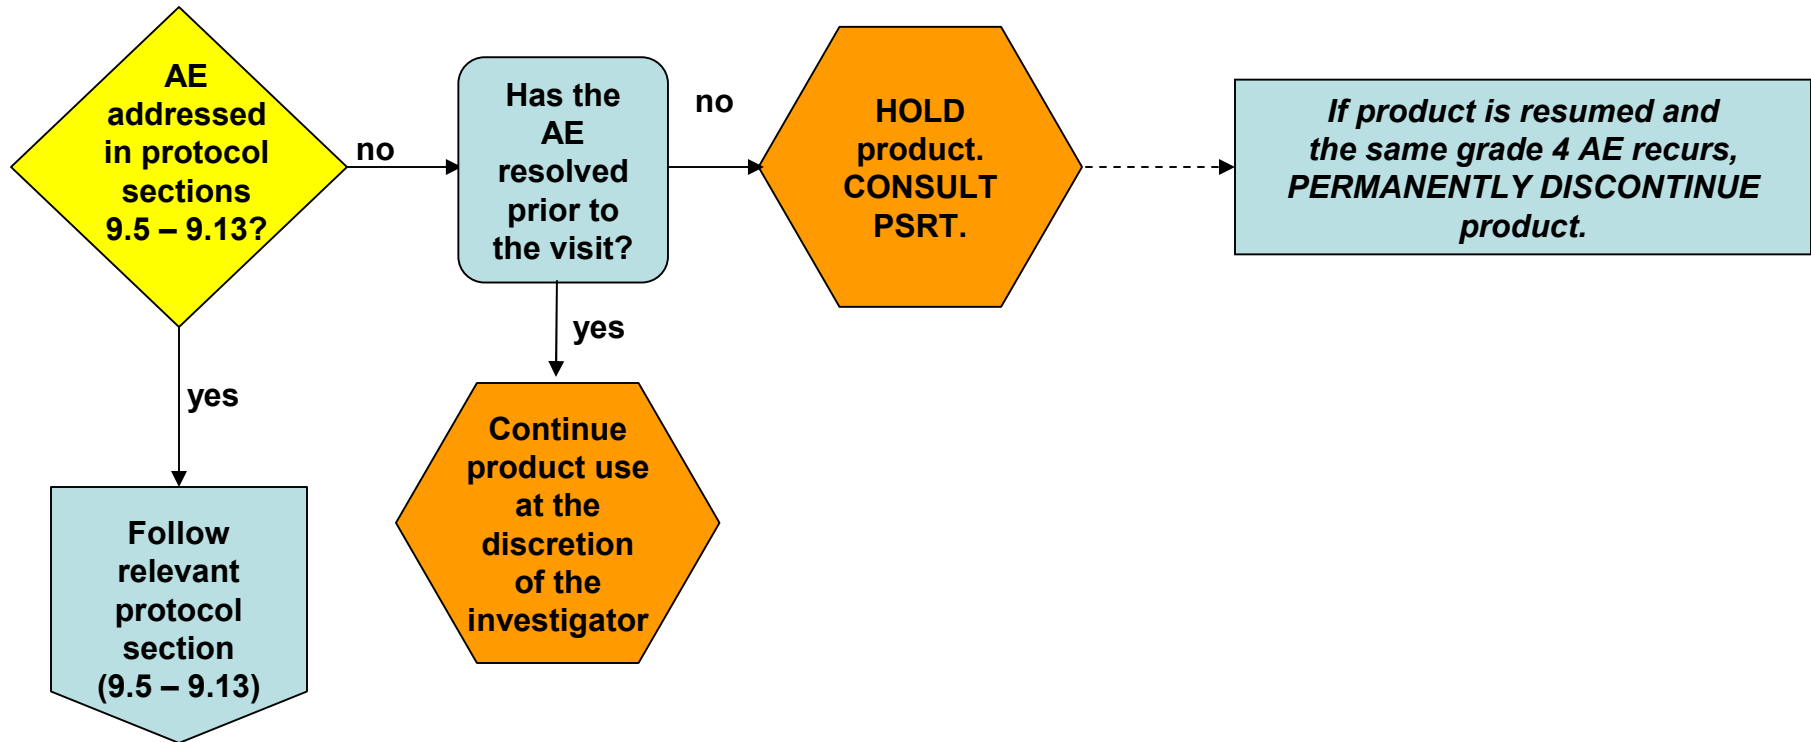 AE
addressed
in protocol
sections
9.5 – 9.13?
no
yes
Follow
relevant
protocol
section
(9.5 – 9.13)
Has the
AE
resolved
prior to
the visit?
no
yes
Continue
product use
at the
discretion
of the
investigator
HOLD
product.
CONSULT
PSRT.
If product is resumed and
the same grade 4 AE recurs,
PERMANENTLY DISCONTINUE
product.